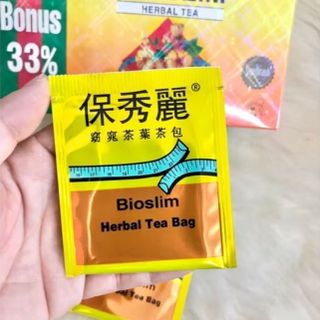 Bonus
33%
HERBAL TEA
保秀麗®
窈窕茶葉茶包
Bioslim
Herbal Tea Bag
Herbal Tea Bag